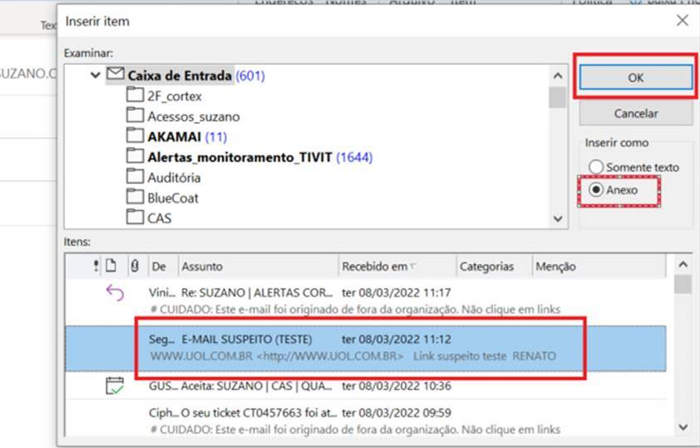 Inserir item
Text
SUZANO.C
Examinar:
Caixa de Entrada (601)
2F_cortex
Acessos_suzano
AKAMAI (11)
Alertas_monitoramento_TIVIT (1644)
Auditória
BlueCoat
CAS
OK
Cancelar
Inserir como
Somente texto
Anexo
Itens:
! De Assunto Recebido em Categorias Menção
Vini... Re: SUZANO | ALERTAS COR... ter 08/03/2022 11:17
# CUIDADO: Este e-mail foi originado de fora da organização. Não clique em links
Seg... E-MAIL SUSPEITO (TESTE) ter 08/03/2022 11:12
WWW.UOL.COM.BR <http://WWW.UOL.COM.BR> Link suspeito teste RENATO
GUS... Aceita: SUZANO | CAS | QUA... ter 08/03/2022 10:36
Ciph... O seu ticket CT0457663 foi at... ter 08/03/2022 09:59
# CUIDADO: Este e-mail foi originado de fora da organização. Não clique em links